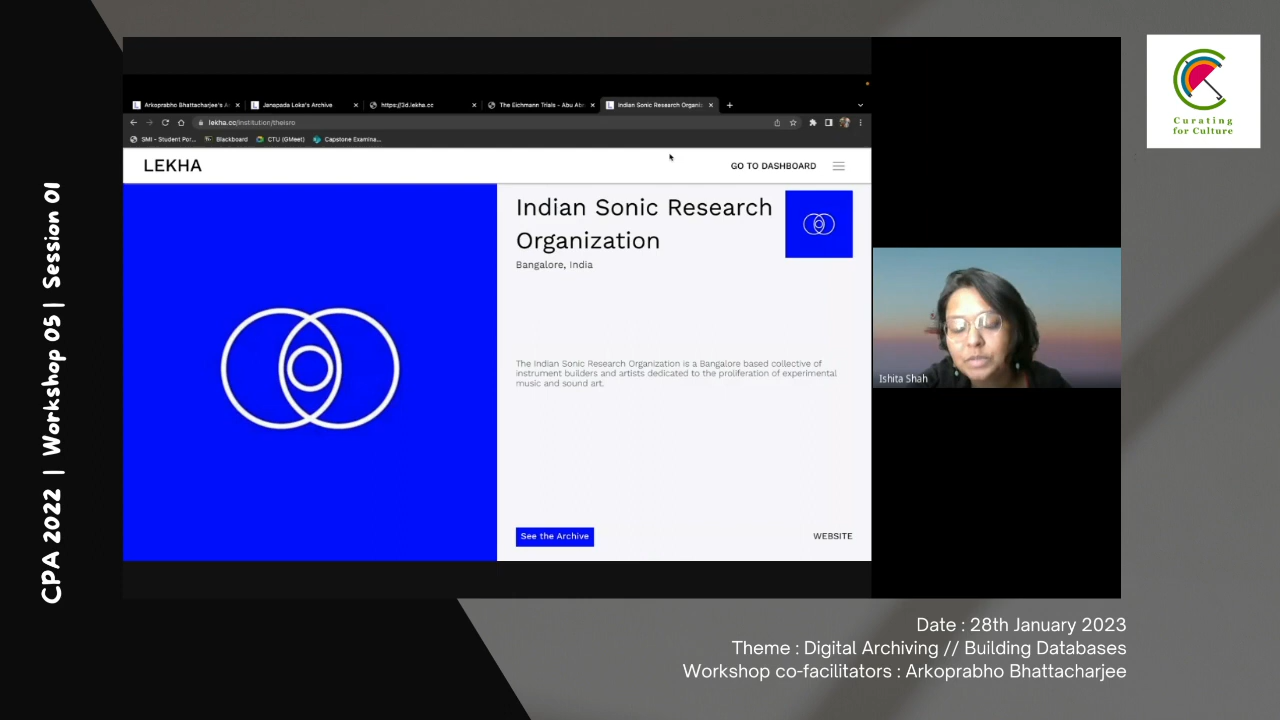 CPA 2022 | Workshop 05 | Session 01
Arkoprabho Bhattacharjee's A
Janapada Loka's Archive
https://2d.lekha.cc
The Eichmann Trials - Abu Ab
Indian Sonic Research Organiz
lekha.cc/institution/theisro
SMI - Student Por...
Blackboard
CTU (GMeet)
Capstone Examina...
LEKHA
GO TO DASHBOARD
Indian Sonic Research
Organization
Bangalore, India
The Indian Sonic Research Organization is a Bangalore based collective of
instrument builders and artists dedicated to the proliferation of experimental
music and sound art.
See the Archive
WEBSITE
Ishita Shah
Curating
for Culture
Date : 28th January 2023
Theme : Digital Archiving // Building Databases
Workshop co-facilitators : Arkoprabho Bhattacharjee